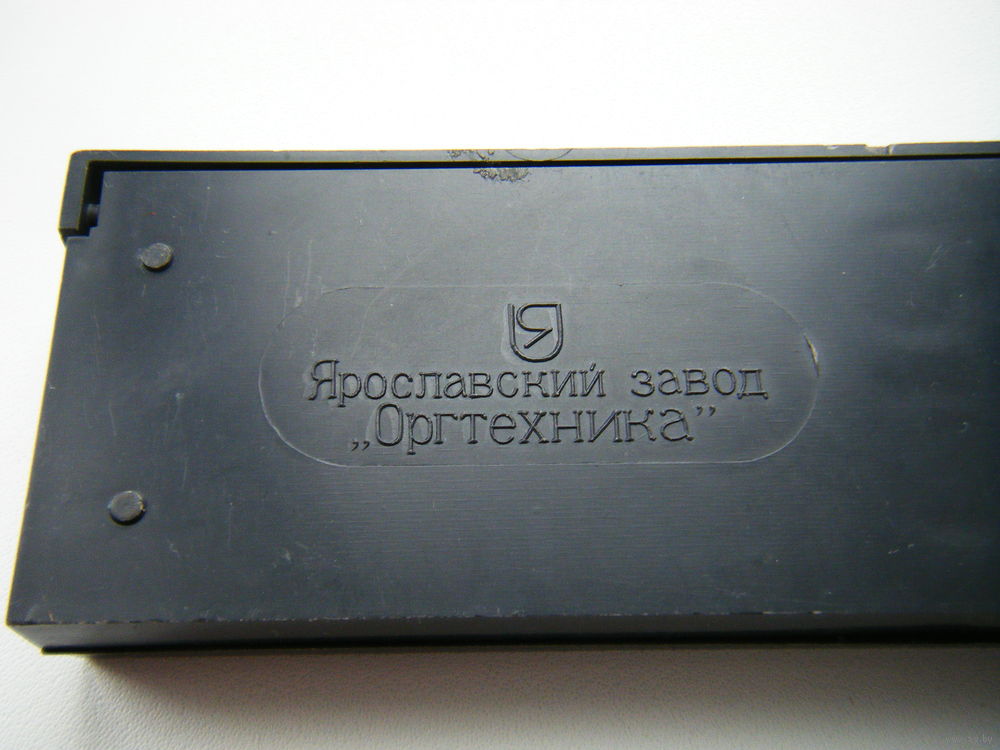 Я
Ярославский завод
„Оргтехника”